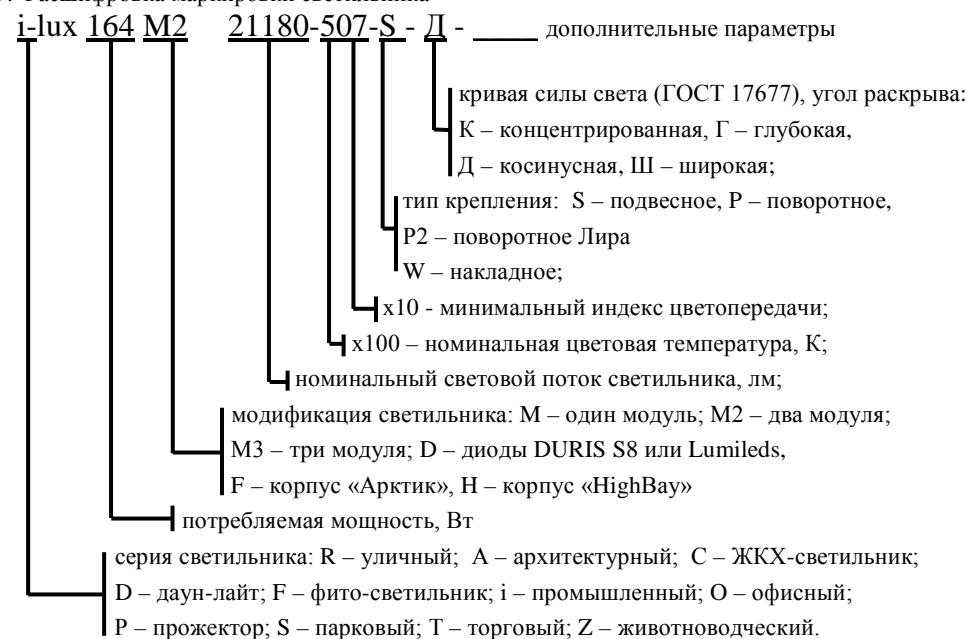 i-lux 164 M2 21180-507-S - Д - _____ дополнительные параметры
кривая силы света (ГОСТ 17677), угол раскрыва:
К – концентрированная, Г – глубокая,
Д – косинусная, Ш – широкая;
тип крепления: S – подвесное, P – поворотное,
P2 – поворотное Лира
W – накладное;
х10 - минимальный индекс цветопередачи;
х100 – номинальная цветовая температура, К;
номинальный световой поток светильника, лм;
модификация светильника: М – один модуль; М2 – два модуля;
М3 – три модуля; D – диоды DURIS S8 или Lumileds,
F – корпус «Арктик», H – корпус «HighBay»
потребляемая мощность, Вт
серия светильника: R – уличный; A – архитектурный; C – ЖКХ-светильник;
D – даун-лайт; F – фито-светильник; i – промышленный; O – офисный;
P – прожектор; S – парковый; T – торговый; Z – животноводческий.